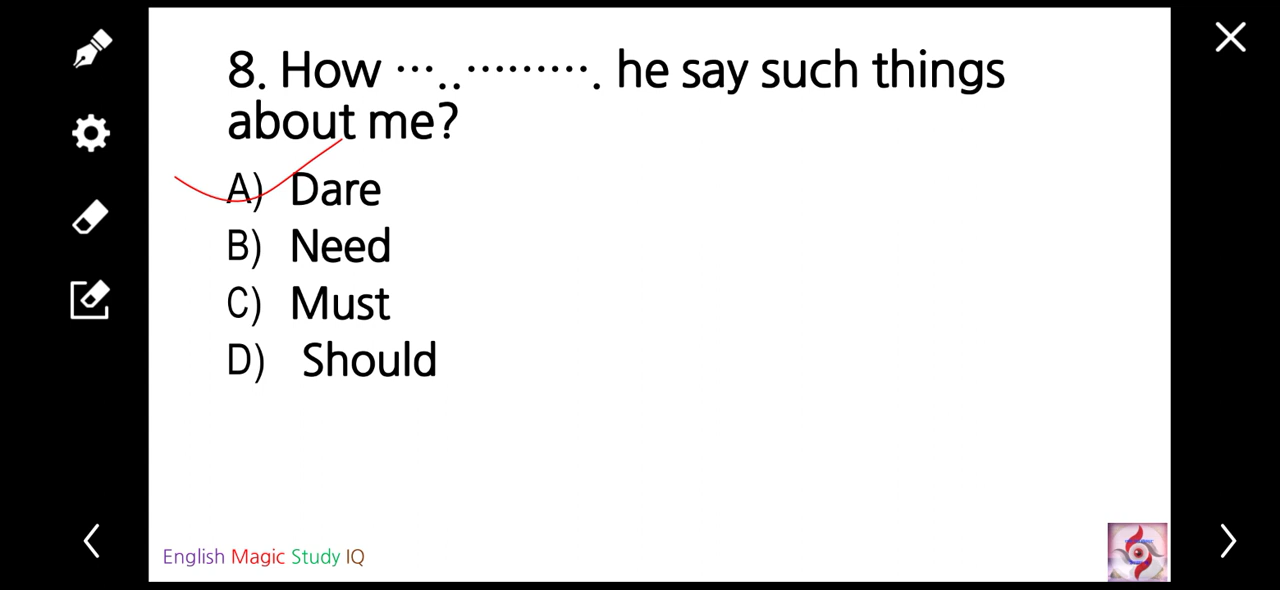 8. How ···..·········. he say such things
about me?
A) Dare
B) Need
C) Must
D) Should
English Magic Study IQ